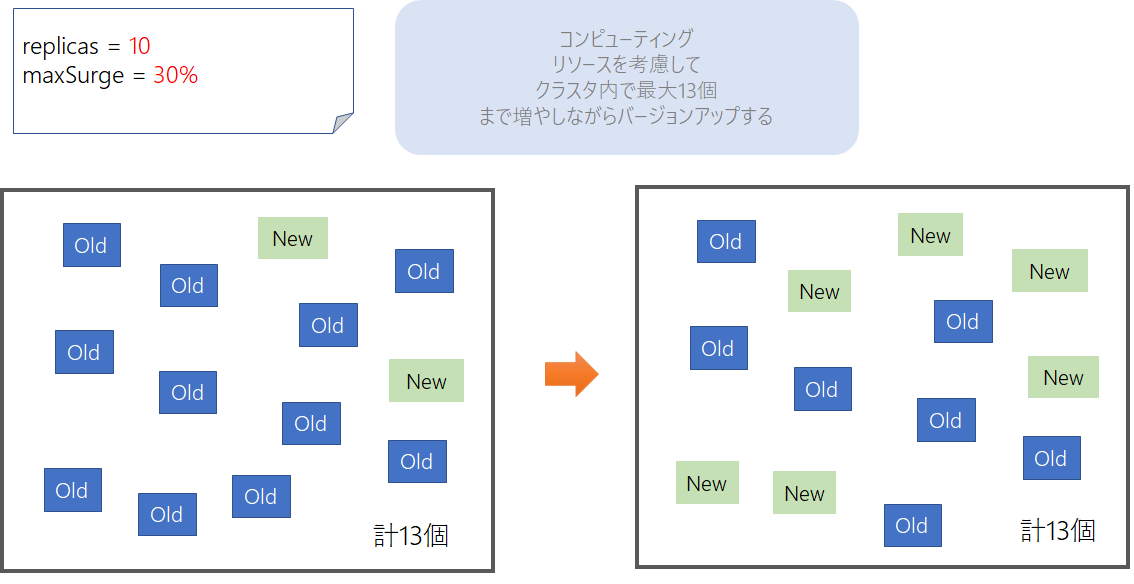 replicas = 10
maxSurge = 30%
コンピューティング
リソースを考慮して
クラスタ内で最大13個
まで増やしながらバージョンアップする
Old
New
Old
Old
Old
Old
New
Old
Old
Old
Old
Old
Old
計13個
Old
New
New
New
Old
Old
New
Old
Old
Old
New
New
Old
計13個